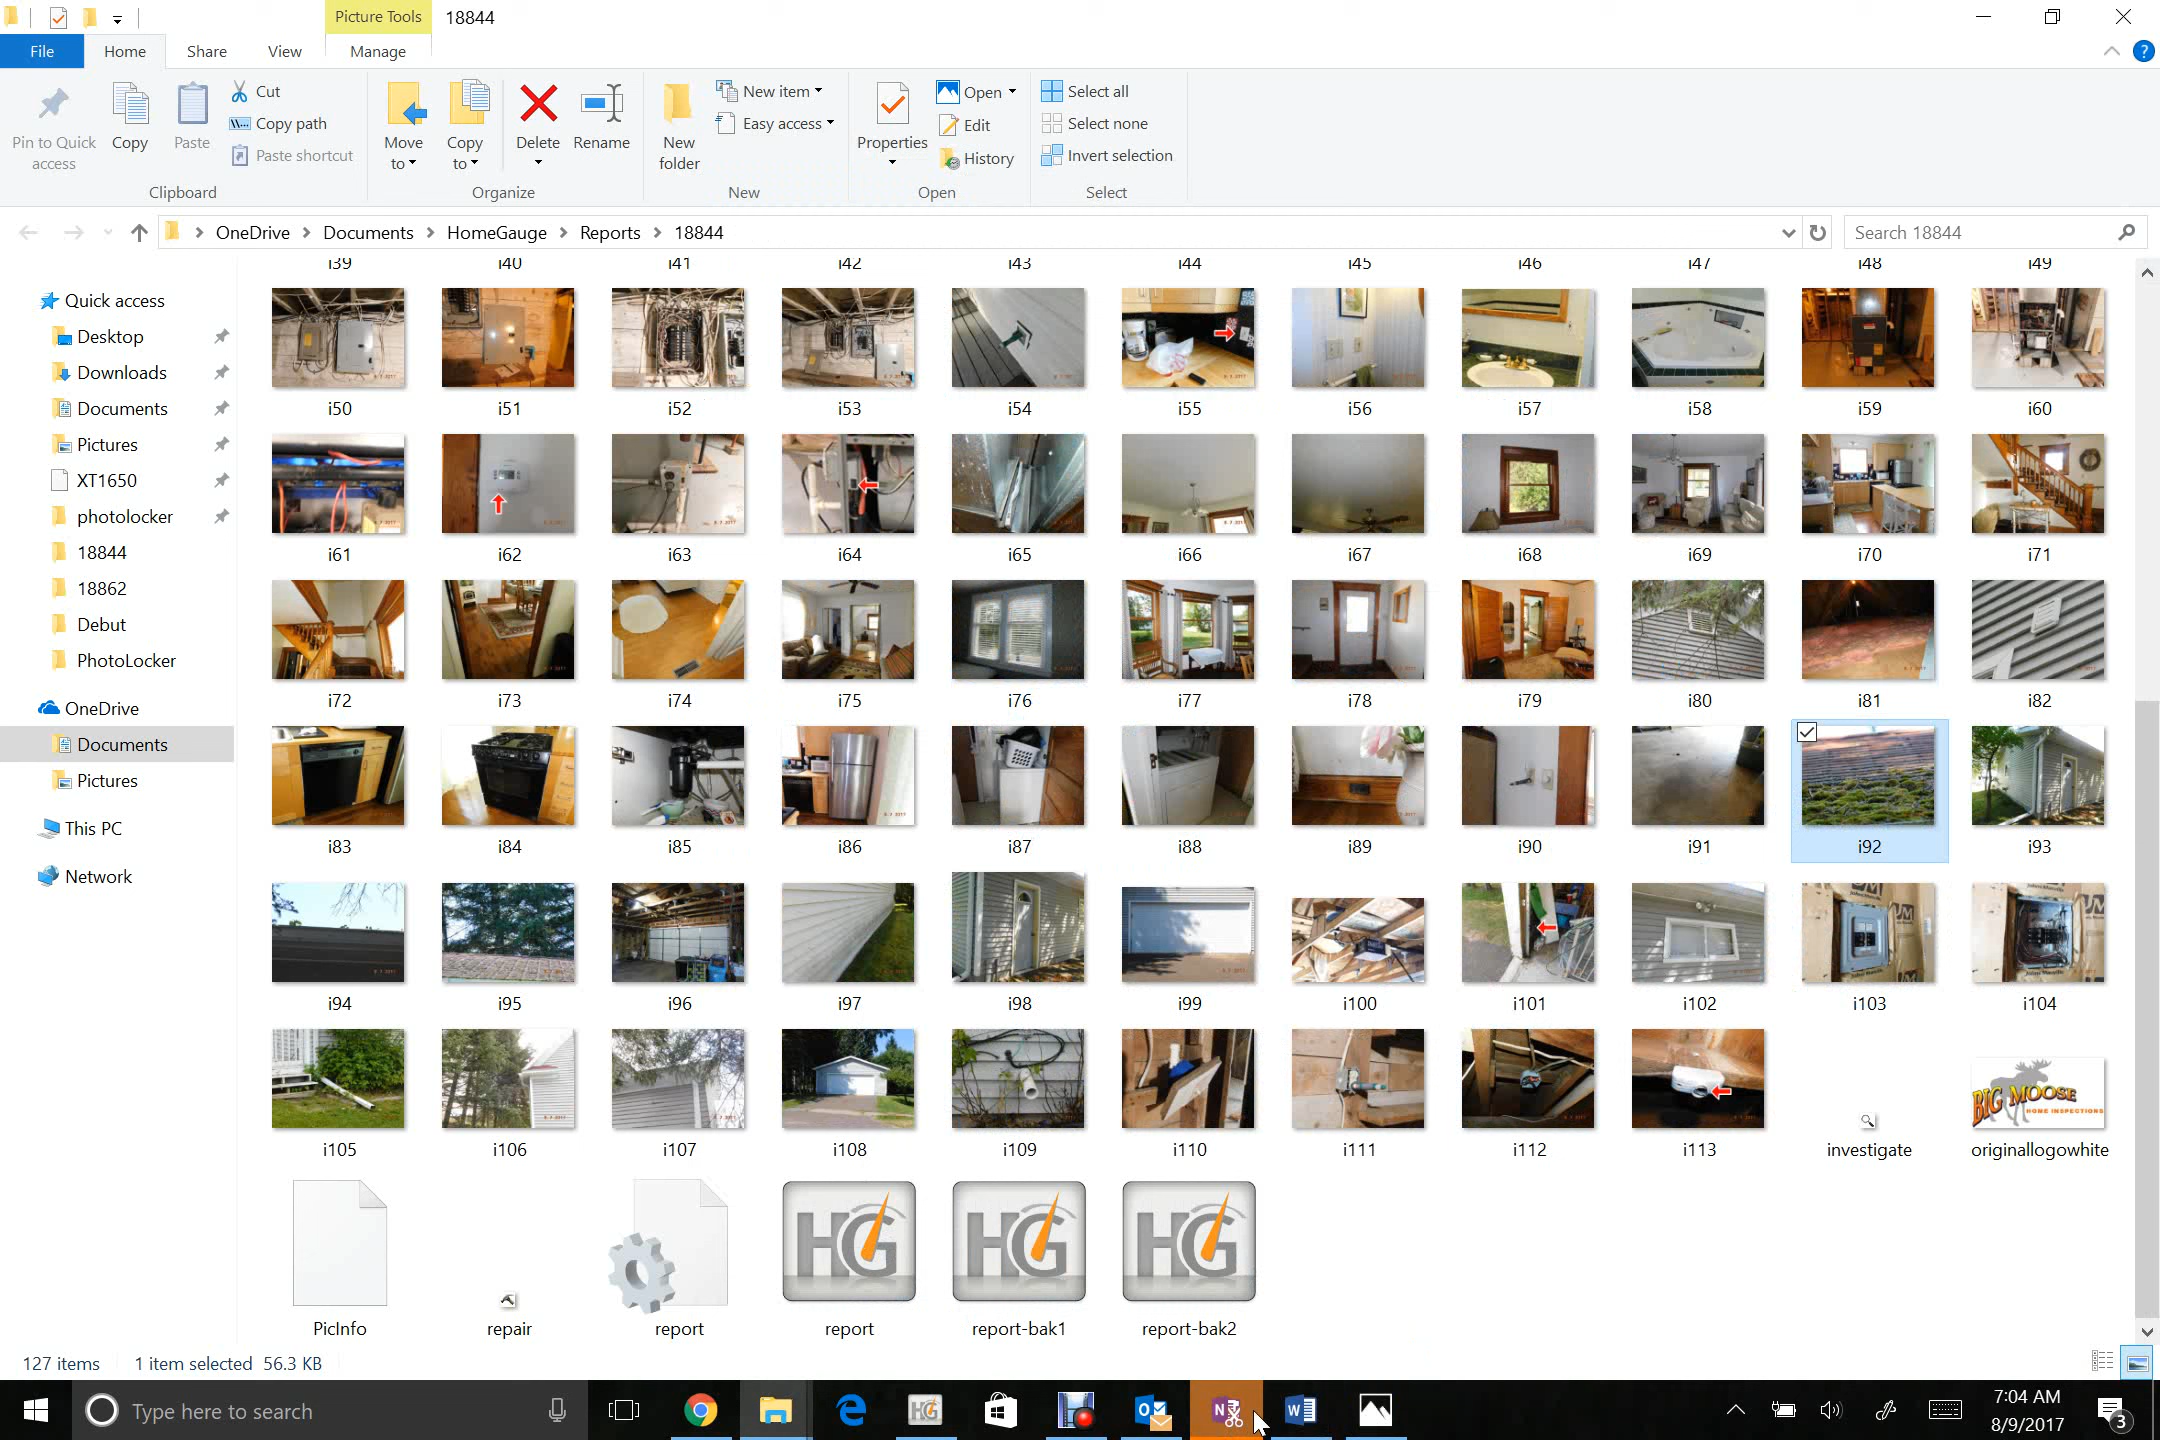 Picture Tools 18844
File Home Share View Manage
Pin to Quick access
Copy
Paste
Cut
Copy path
Paste shortcut
Clipboard
Move to
Copy to
Delete
Rename
Organize
New folder
New item
Easy access
New
Properties
Open
Edit
History
Open
Select all
Select none
Invert selection
Select
OneDrive Documents HomeGauge Reports 18844
Search 18844
Quick access
Desktop
Downloads
Documents
Pictures
XT1650
photolocker
18844
18862
Debut
PhotoLocker
OneDrive
Documents
Pictures
This PC
Network
i39 i40 i41 i42 i43 i44 i45 i46 i47 i48 i49
i50 i51 i52 i53 i54 i55 i56 i57 i58 i59 i60
i61 i62 i63 i64 i65 i66 i67 i68 i69 i70 i71
i72 i73 i74 i75 i76 i77 i78 i79 i80 i81 i82
i83 i84 i85 i86 i87 i88 i89 i90 i91 i92 i93
i94 i95 i96 i97 i98 i99 i100 i101 i102 i103 i104
BIG MOOSE
HOME INSPECTIONS
i105 i106 i107 i108 i109 i110 i111 i112 i113 investigate originallogowhite
HG HG HG
PicInfo repair report report report-bak1 report-bak2
127 items 1 item selected 56.3 KB
Type here to search
7:04 AM
8/9/2017
3